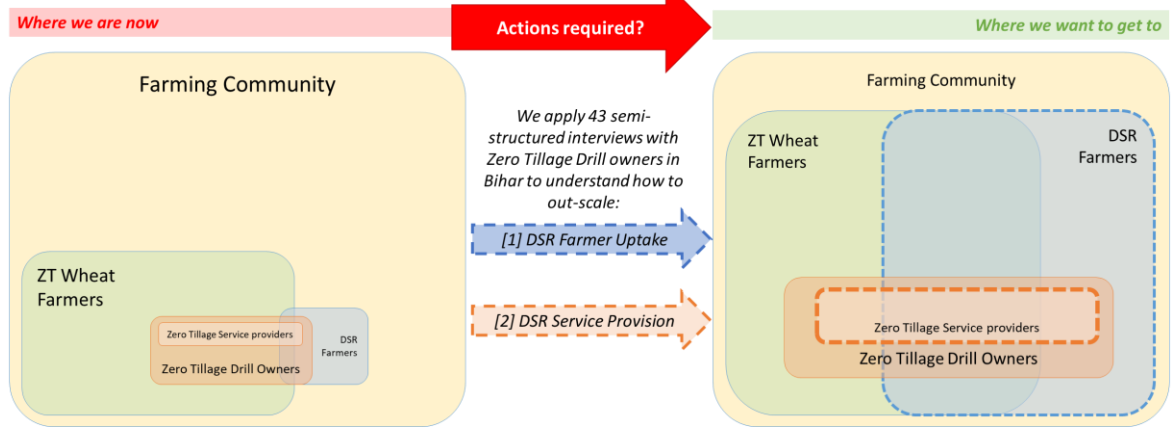 Where we are now
Actions required?
Where we want to get to
Farming Community
ZT Wheat
Farmers
Zero Tillage Service providers
DSR
Farmers
Zero Tillage Drill Owners
We apply 43 semi-
structured interviews with
Zero Tillage Drill owners in
Bihar to understand how to
out-scale:
[1] DSR Farmer Uptake
[2] DSR Service Provision
Farming Community
ZT Wheat
Farmers
DSR
Farmers
Zero Tillage Service providers
Zero Tillage Drill Owners